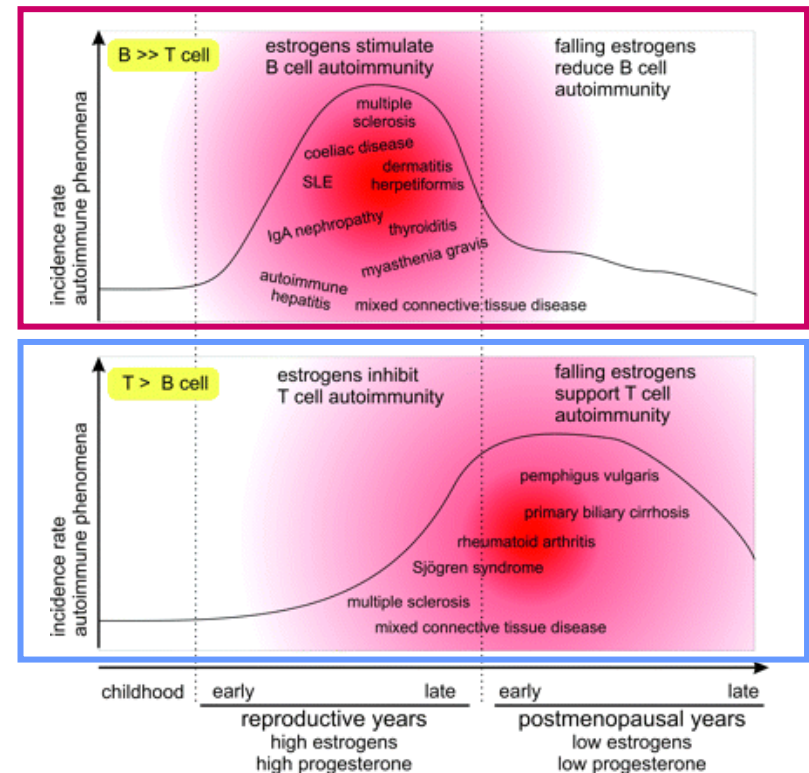 B >> T cell
estrogens stimulate
B cell autoimmunity
falling estrogens
reduce B cell
autoimmunity
incidence rate
autoimmune phenomena
multiple
sclerosis
coeliac disease
dermatitis
herpetiformis
SLE
IgA nephropathy
thyroiditis
myasthenia gravis
autoimmune
hepatitis
mixed connective tissue disease
T > B cell
estrogens inhibit
T cell autoimmunity
falling estrogens
support T cell
autoimmunity
incidence rate
autoimmune phenomena
pemphigus vulgaris
primary biliary cirrhosis
rheumatoid arthritis
Sjögren syndrome
multiple sclerosis
mixed connective tissue disease
childhood early late early late
reproductive years postmenopausal years
high estrogens low estrogens
high progesterone low progesterone